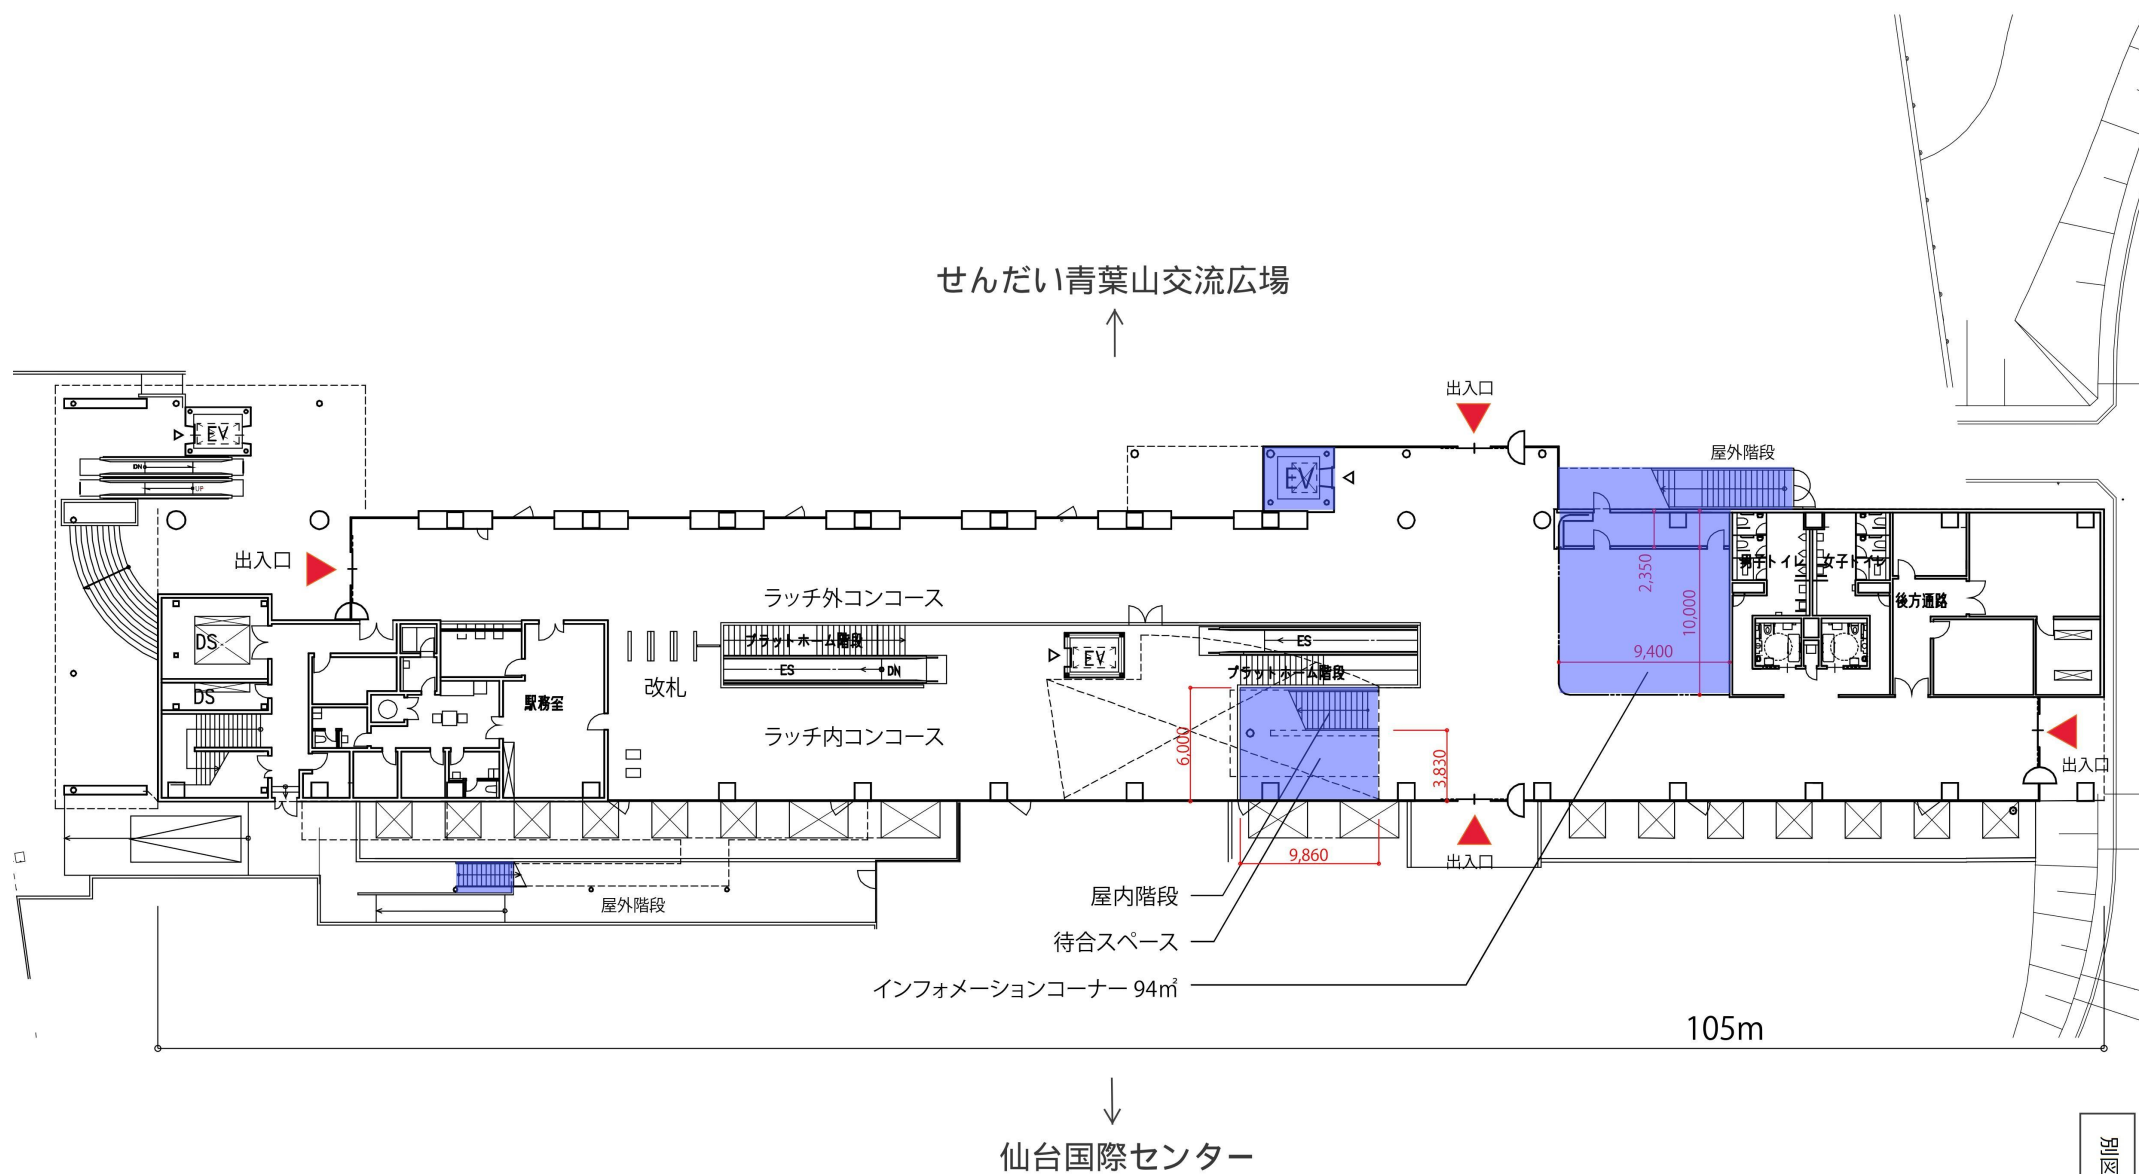 せんだい青葉山交流広場
出入口
屋外階段
EV
DN
UP
EV
出入口
ラッチ外コンコース
2,350
男子トイレ
女子トイレ
後方通路
10,000
DS
プラットホーム階段
ES
ES
DN
EV
9,400
プラットホーム階段
改札
DS
駅務室
ラッチ内コンコース
6,000
3,830
出入口
9,860
出入口
屋内階段
屋外階段
待合スペース
インフォメーションコーナー 94㎡
105m
仙台国際センター
別図